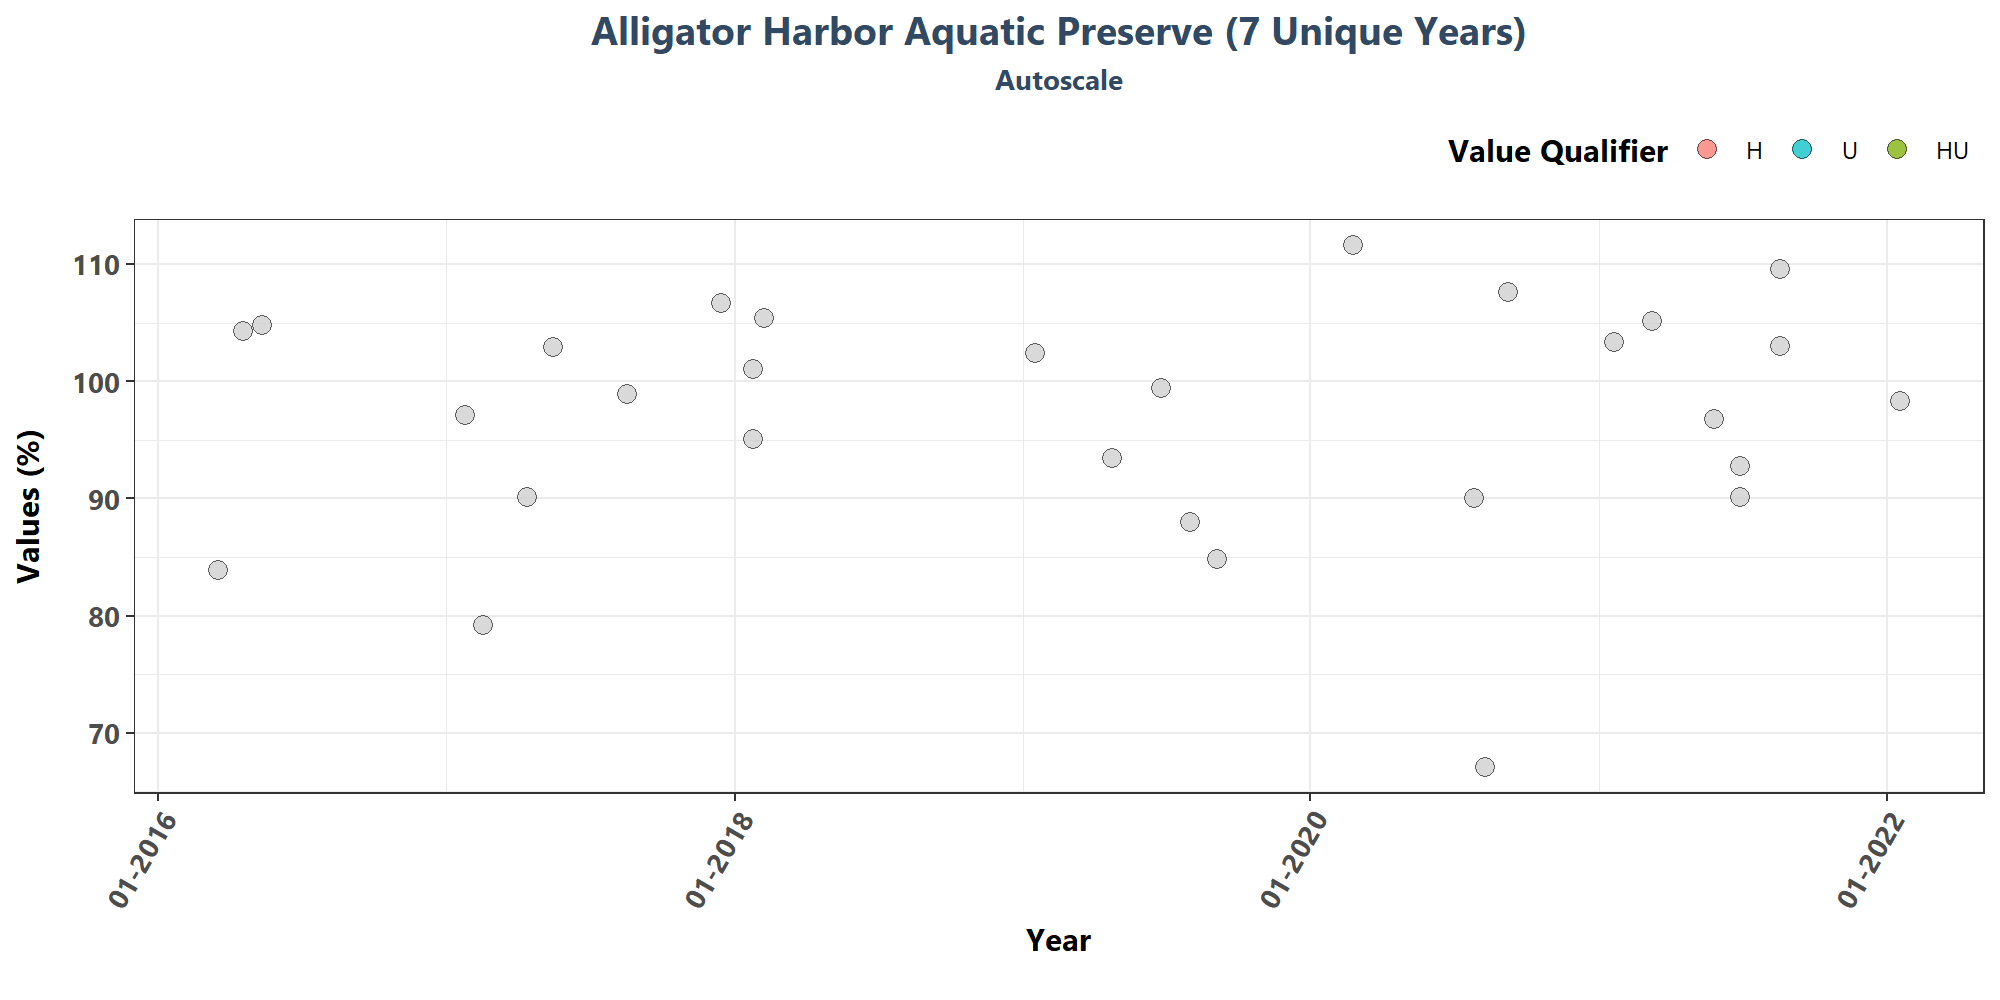 Alligator Harbor Aquatic Preserve (7 Unique Years)
Autoscale
Value Qualifier H U HU
Values (%)
110
100
90
80
70
01-2016 01-2018 01-2020 01-2022
Year